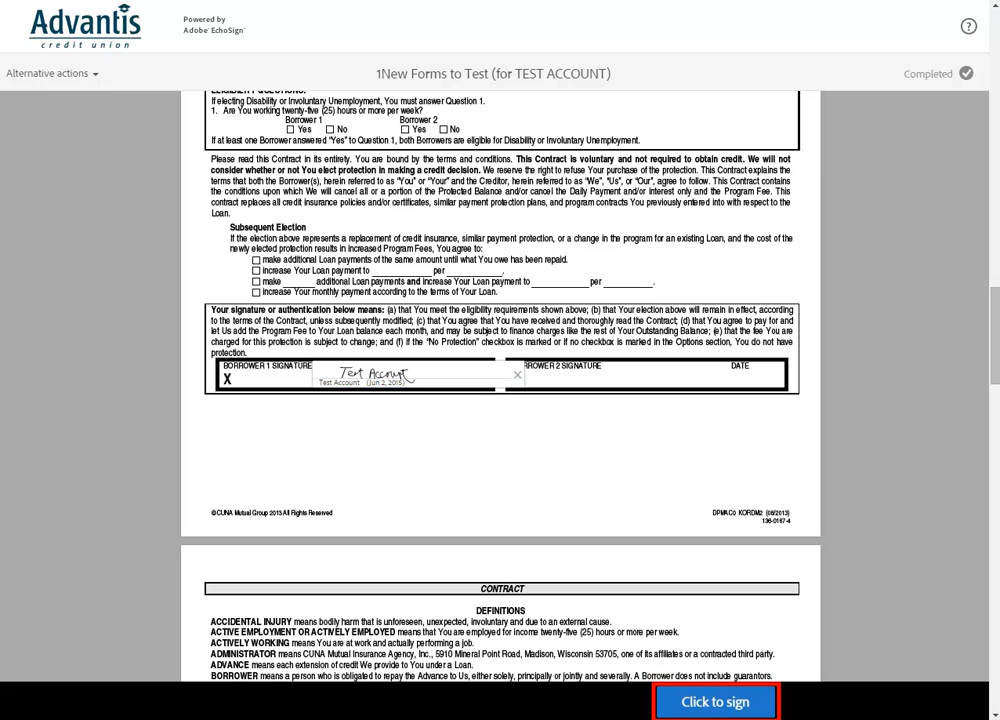 Advantis
credit union
Powered by
Adobe® EchoSign™
?
Alternative actions
1New Forms to Test (for TEST ACCOUNT)
Completed
ELIGIBILITY QUESTIONS:
If electing Disability or Involuntary Unemployment, You must answer Question 1.
1. Are You working twenty-five (25) hours or more per week?
Borrower 1 Borrower 2
Yes No Yes No
If at least one Borrower answered "Yes" to Question 1, both Borrowers are eligible for Disability or Involuntary Unemployment.
Please read this Contract in its entirety. You are bound by the terms and conditions. This Contract is voluntary and not required to obtain credit. We will not
consider whether or not You elect protection in making a credit decision. We reserve the right to refuse Your purchase of the protection. This Contract explains the
terms that both the Borrower(s), herein referred to as "You" or "Your" and the Creditor, herein referred to as "We", "Us", or "Our", agree to follow. This Contract contains
the conditions upon which We will cancel all or a portion of the Protected Balance and/or cancel the Daily Payment and/or interest only and the Program Fee. This
contract replaces all credit insurance policies and/or certificates, similar payment protection plans, and program contracts You previously entered into with respect to the
Loan.
Subsequent Election
If the election above represents a replacement of credit insurance, similar payment protection, or a change in the program for an existing Loan, and the cost of the
newly elected protection results in increased Program Fees, You agree to:
make additional Loan payments of the same amount until what You owe has been repaid.
increase Your Loan payment to ____________ per ____________.
make ______ additional Loan payments and increase Your Loan payment to ____________ per __________.
increase Your monthly payment according to the terms of Your Loan.
Your signature or authentication below means: (a) that You meet the eligibility requirements shown above; (b) that Your election above will remain in effect, according
to the terms of the Contract, unless subsequently modified; (c) that You agree that You have received and thoroughly read the Contract; (d) that You agree to pay for and
let Us add the Program Fee to Your Loan balance each month, and may be subject to finance charges like the rest of Your Outstanding Balance; (e) that the fee You are
charged for this protection is subject to change; and (f) if the "No Protection" checkbox is marked or if no checkbox is marked in the Options section, You do not have
protection.
BORROWER 1 SIGNATURE RROWER 2 SIGNATURE DATE
X Test Account
Test Account (Jun 2, 2015)
©CUNA Mutual Group 2013 All Rights Reserved DPMAC0 KORDM2 (08/2013)
136-0167-4
CONTRACT
DEFINITIONS
ACCIDENTAL INJURY means bodily harm that is unforeseen, unexpected, involuntary and due to an external cause.
ACTIVE EMPLOYMENT OR ACTIVELY EMPLOYED means that You are employed for income twenty-five (25) hours or more per week.
ACTIVELY WORKING means You are at work and actually performing a job.
ADMINISTRATOR means CUNA Mutual Insurance Agency, Inc., 5910 Mineral Point Road, Madison, Wisconsin 53705, one of its affiliates or a contracted third party.
ADVANCE means each extension of credit We provide to You under a Loan.
BORROWER means a person who is obligated to repay the Advance to Us, either solely, principally or jointly and severally. A Borrower does not include guarantors.
Click to sign